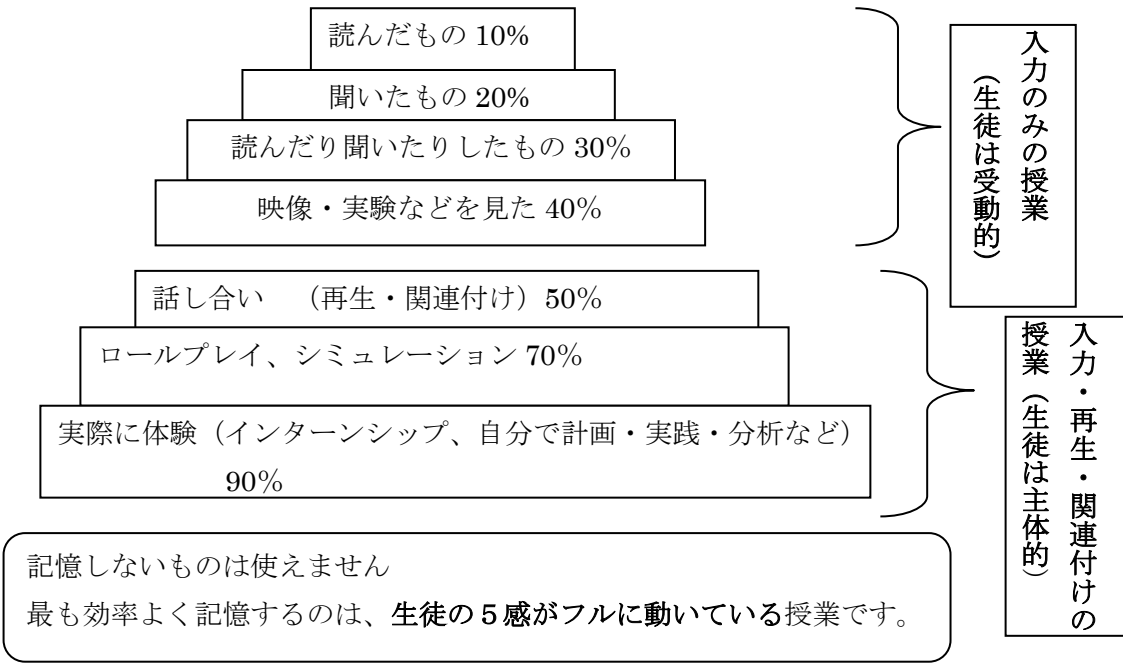 読んだもの 10%
聞いたもの 20%
読んだり聞いたりしたもの 30%
映像・実験などを見た 40%
入力のみの授業
（生徒は受動的）
話し合い　（再生・関連付け）50%
ロールプレイ、シミュレーション 70%
実際に体験（インターンシップ、自分で計画・実践・分析など）
90%
入力・再生・関連付けの
授業（生徒は主体的）
記憶しないものは使えません
最も効率よく記憶するのは、生徒の５感がフルに動いている授業です。